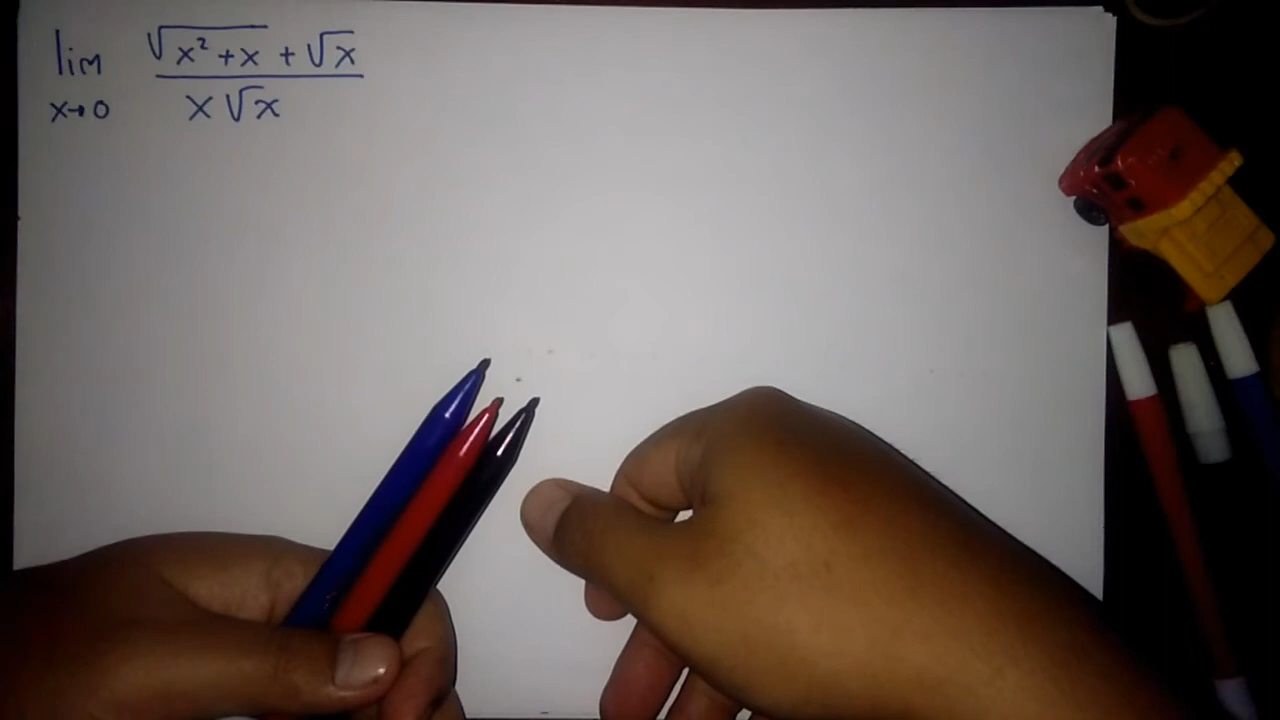 lim √(x² + x) + √x
x→0 x√x